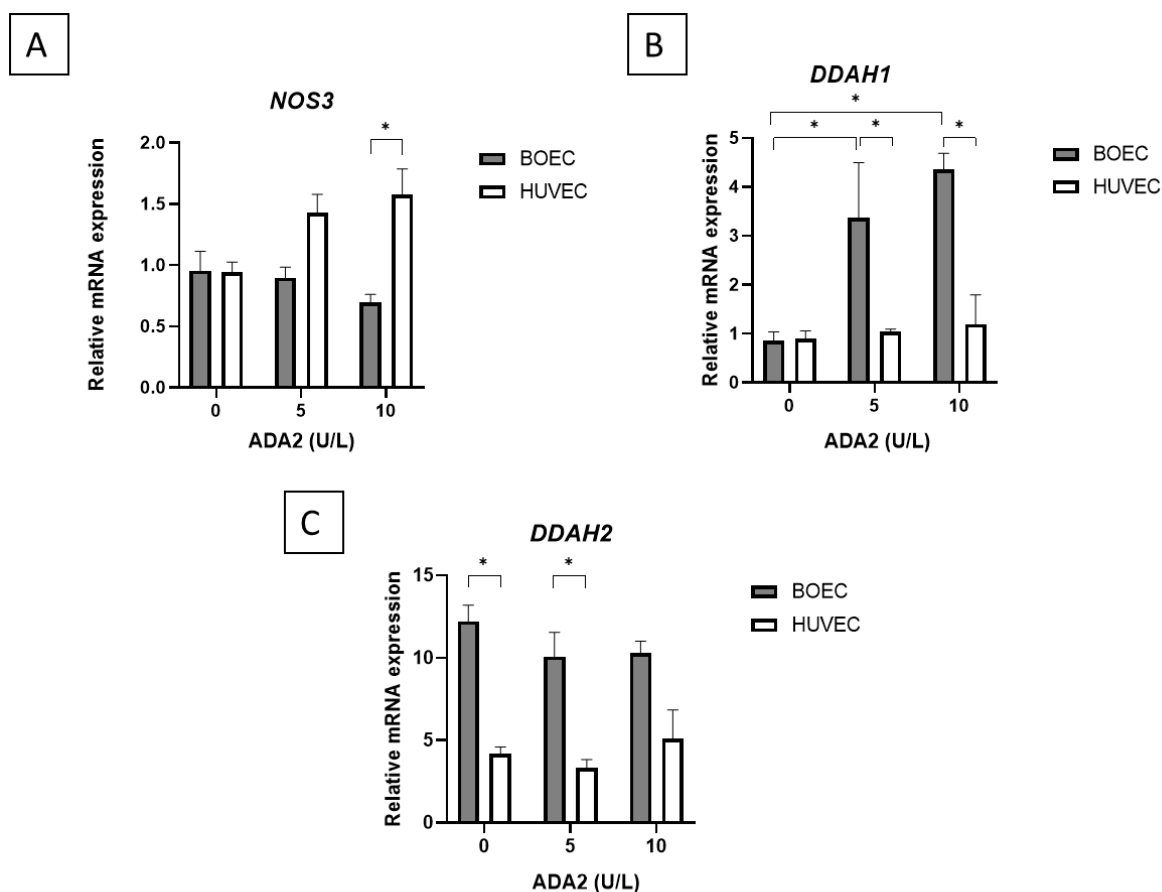 A
NOS3
Relative mRNA expression
2.0
1.5
1.0
0.5
0.0
*
BOEC
HUVEC
0 5 10
ADA2 (U/L)
B
DDAH1
Relative mRNA expression
5
4
3
2
1
0
*
* *
*
BOEC
HUVEC
0 5 10
ADA2 (U/L)
C
DDAH2
Relative mRNA expression
15
10
5
0
* *
BOEC
HUVEC
0 5 10
ADA2 (U/L)